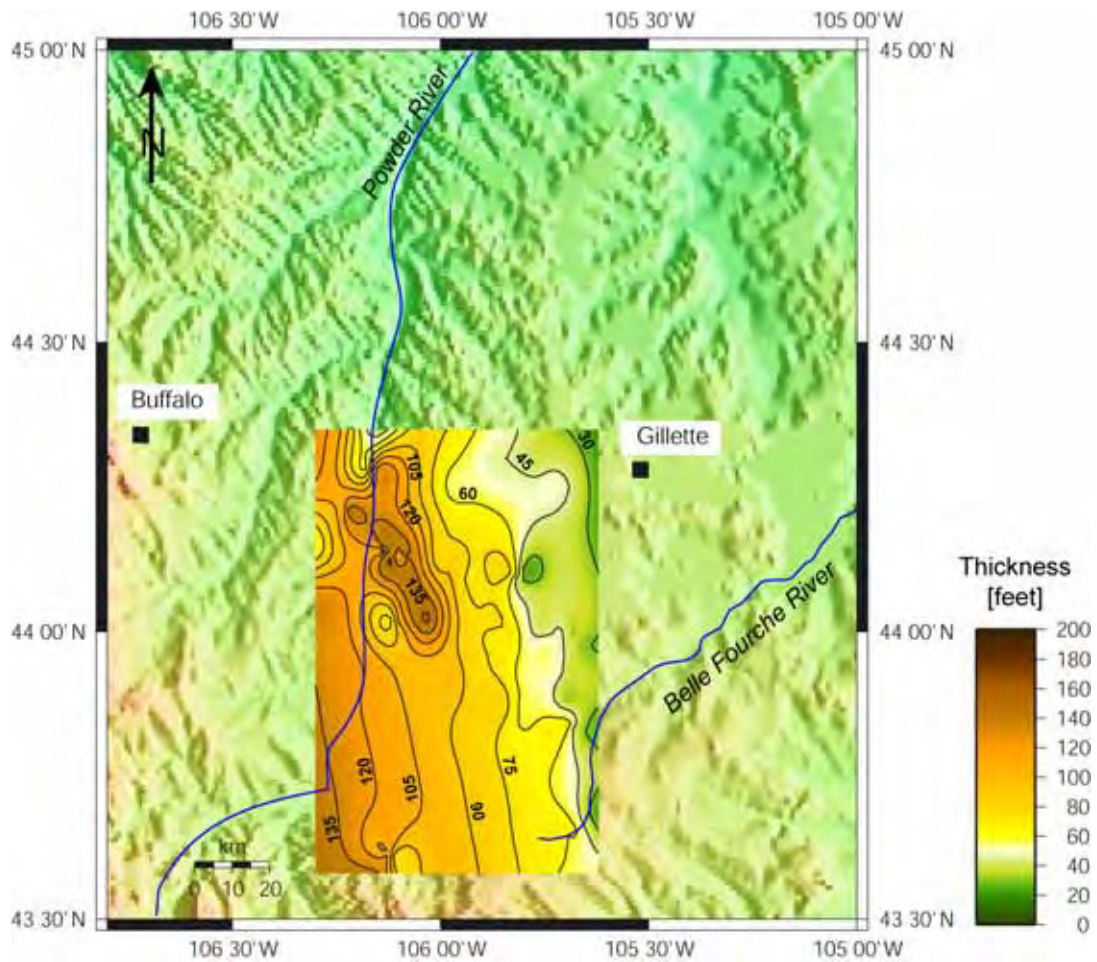 106 30'W 106 00'W 105 30'W 105 00'W
45 00' N 45 00' N
N
Powder River
44 30' N 44 30' N
Buffalo
Gillette
30
45
105
60
120
135
Belle Fourche River
Thickness
[feet]
44 00' N 44 00' N
200
180
160
140
120
100
80
60
40
20
0
75
120
105
90
135
km
0 10 20
43 30' N 43 30' N
106 30'W 106 00'W 105 30'W 105 00'W